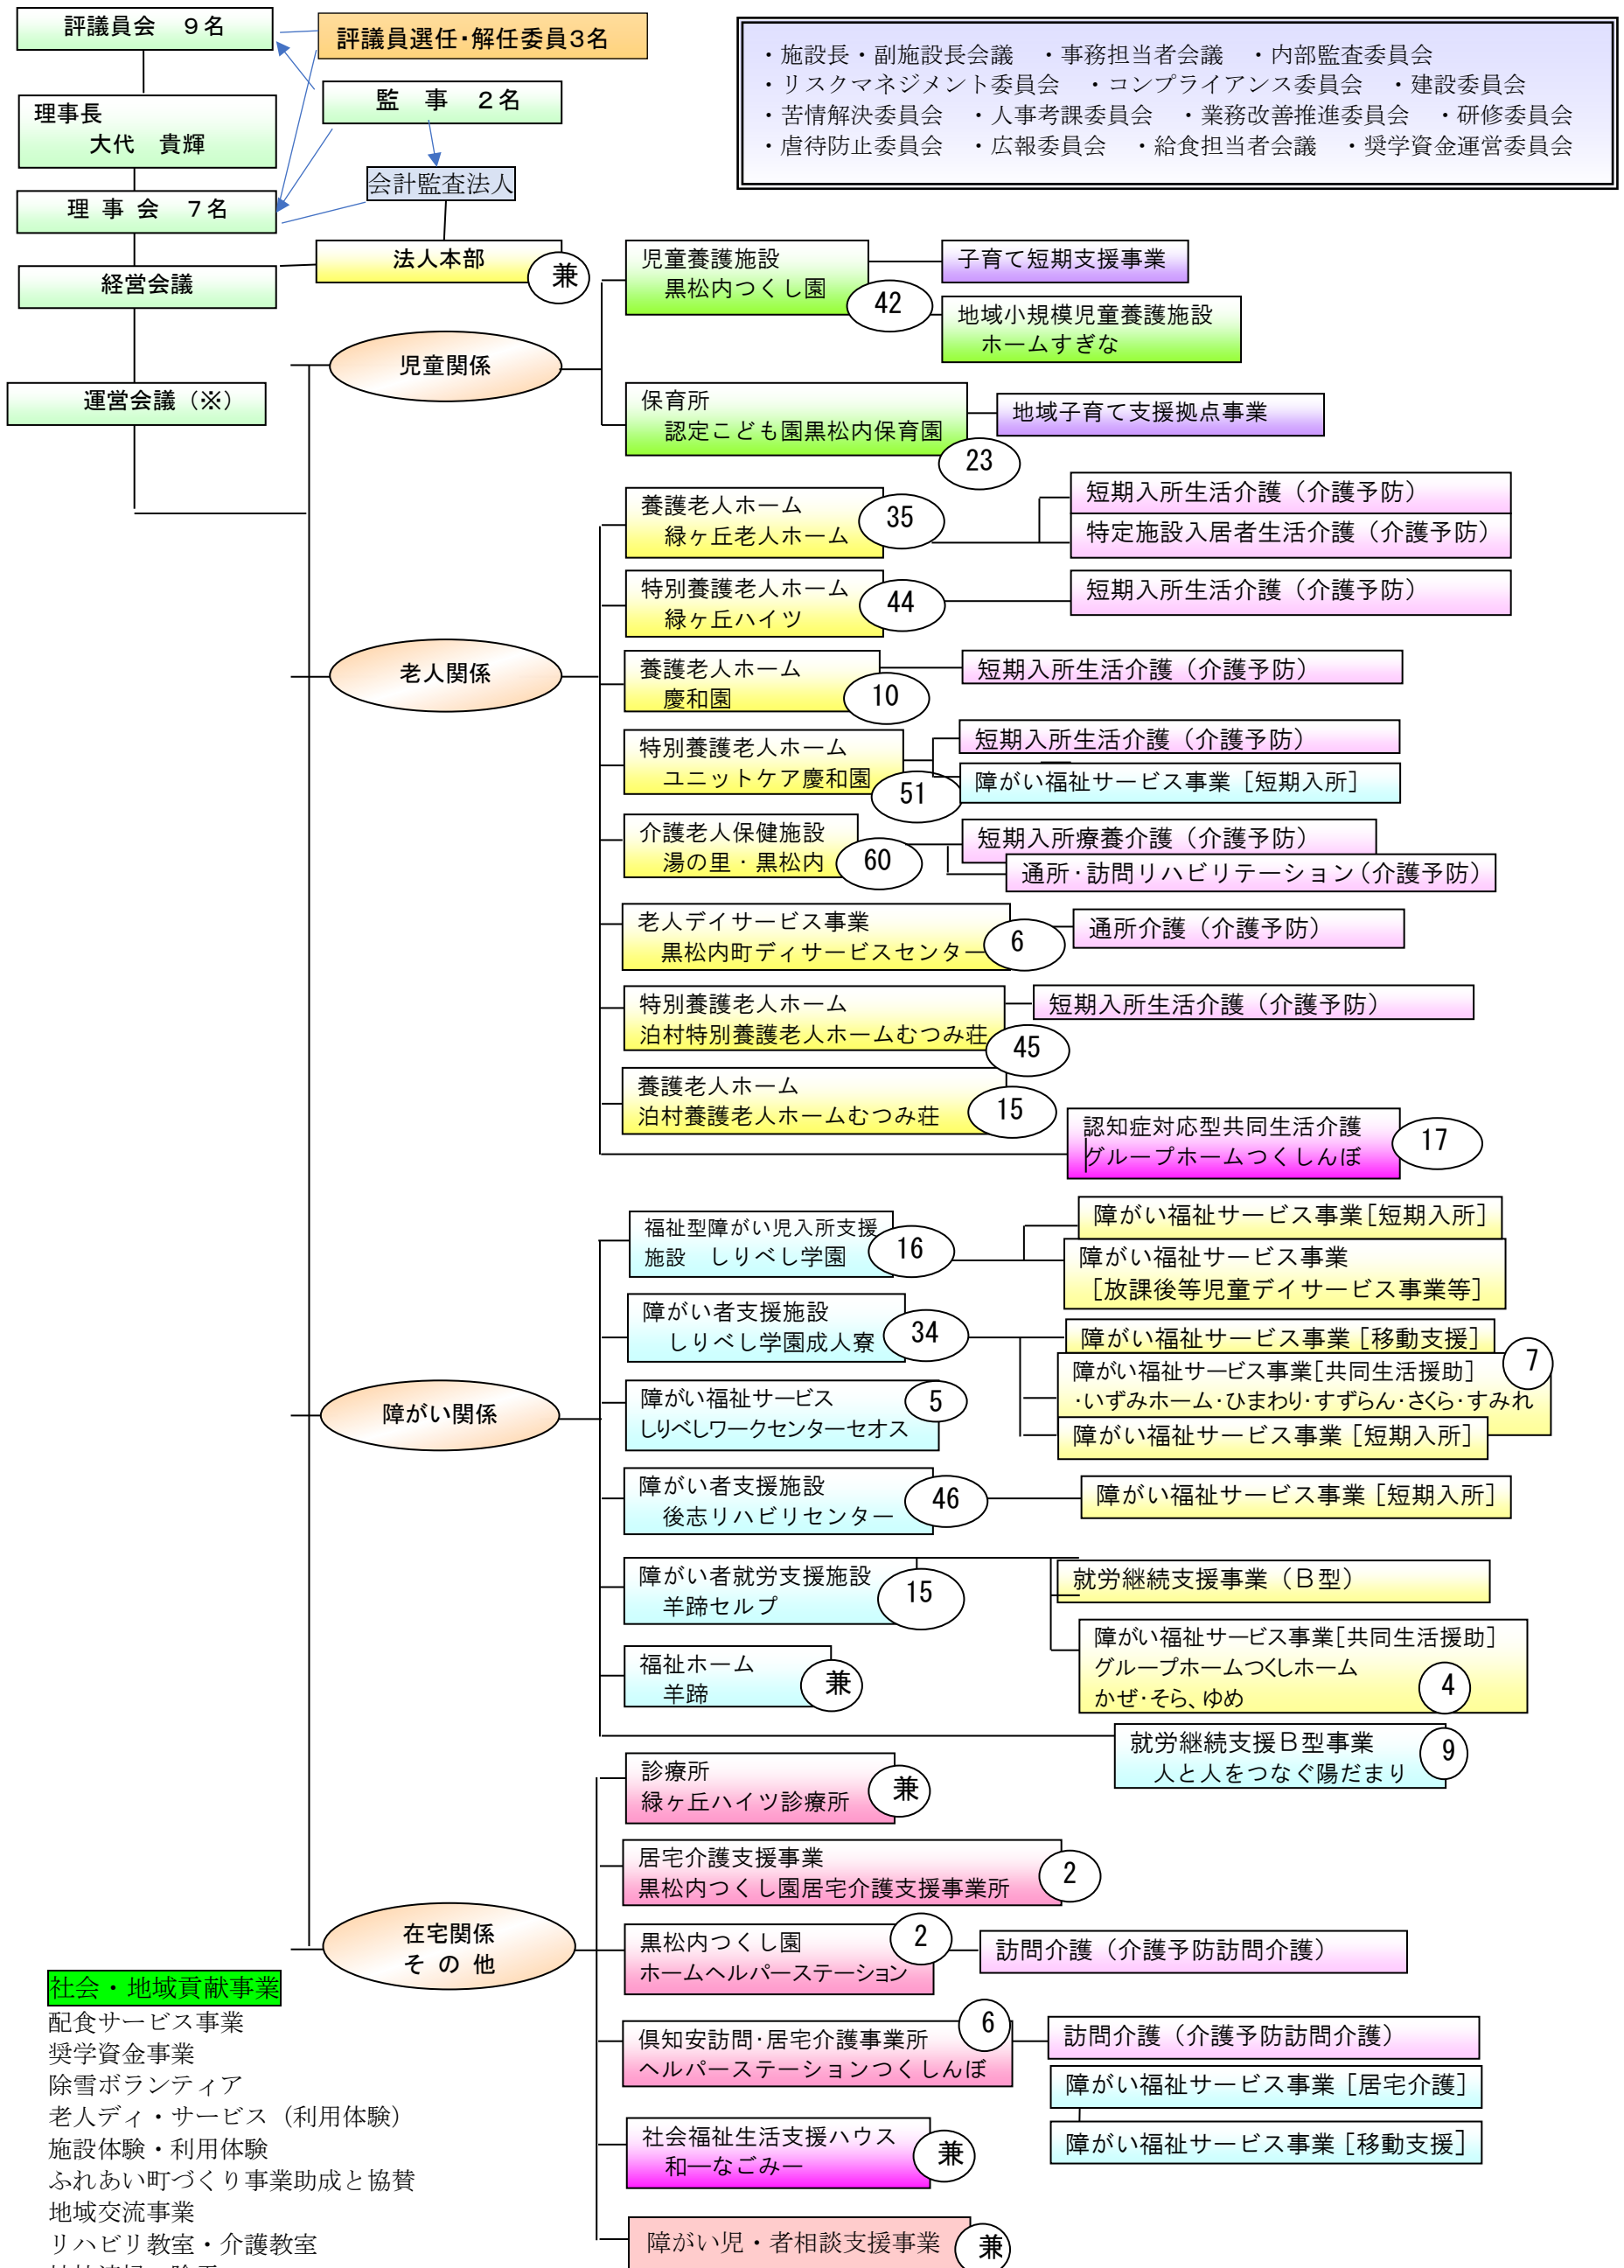 評議員会　９名
評議員選任・解任委員3名
監　事　２名
理事長
大代　貴輝
会計監査法人
理 事 会　７名
法人本部
兼
経営会議
運営会議（※）
・施設長・副施設長会議　・事務担当者会議　・内部監査委員会
・リスクマネジメント委員会　・コンプライアンス委員会　・建設委員会
・苦情解決委員会　・人事考課委員会　・業務改善推進委員会　・研修委員会
・虐待防止委員会　・広報委員会　・給食担当者会議　・奨学資金運営委員会
児童関係
児童養護施設
黒松内つくし園
42
子育て短期支援事業
地域小規模児童養護施設
ホームすぎな
保育所
認定こども園黒松内保育園
23
地域子育て支援拠点事業
老人関係
養護老人ホーム
緑ヶ丘老人ホーム
35
短期入所生活介護（介護予防）
特定施設入居者生活介護（介護予防）
特別養護老人ホーム
緑ヶ丘ハイツ
44
短期入所生活介護（介護予防）
養護老人ホーム
慶和園
10
短期入所生活介護（介護予防）
特別養護老人ホーム
ユニットケア慶和園
51
短期入所生活介護（介護予防）
障がい福祉サービス事業［短期入所］
介護老人保健施設
湯の里・黒松内
60
短期入所療養介護（介護予防）
通所・訪問リハビリテーション（介護予防）
老人デイサービス事業
黒松内町ディサービスセンター
6
通所介護（介護予防）
特別養護老人ホーム
泊村特別養護老人ホームむつみ荘
45
短期入所生活介護（介護予防）
養護老人ホーム
泊村養護老人ホームむつみ荘
15
認知症対応型共同生活介護
グループホームつくしんぼ
17
障がい関係
福祉型障がい児入所支援
施設　しりべし学園
16
障がい福祉サービス事業［短期入所］
障がい福祉サービス事業
［放課後等児童デイサービス事業等］
障がい者支援施設
しりべし学園成人寮
34
障がい福祉サービス事業［移動支援］
障がい福祉サービス事業［共同生活援助］
・いずみホーム・ひまわり・すずらん・さくら・すみれ
7
障がい福祉サービス事業［短期入所］
障がい福祉サービス
しりべしワークセンターセオス
5
障がい者支援施設
後志リハビリセンター
46
障がい福祉サービス事業［短期入所］
障がい者就労支援施設
羊蹄セルプ
15
就労継続支援事業（Ｂ型）
障がい福祉サービス事業［共同生活援助］
グループホームつくしホーム
かぜ・そら、ゆめ
4
福祉ホーム
羊蹄
兼
就労継続支援Ｂ型事業
人と人をつなぐ陽だまり
9
在宅関係
そ の 他
診療所
緑ヶ丘ハイツ診療所
兼
居宅介護支援事業
黒松内つくし園居宅介護支援事業所
2
黒松内つくし園
ホームヘルパーステーション
2
訪問介護（介護予防訪問介護）
倶知安訪問・居宅介護事業所
ヘルパーステーションつくしんぼ
6
訪問介護（介護予防訪問介護）
障がい福祉サービス事業［居宅介護］
障がい福祉サービス事業［移動支援］
社会福祉生活支援ハウス
和―なごみ―
兼
障がい児・者相談支援事業
兼
社会・地域貢献事業
配食サービス事業
奨学資金事業
除雪ボランティア
老人ディ・サービス（利用体験）
施設体験・利用体験
ふれあい町づくり事業助成と協賛
地域交流事業
リハビリ教室・介護教室